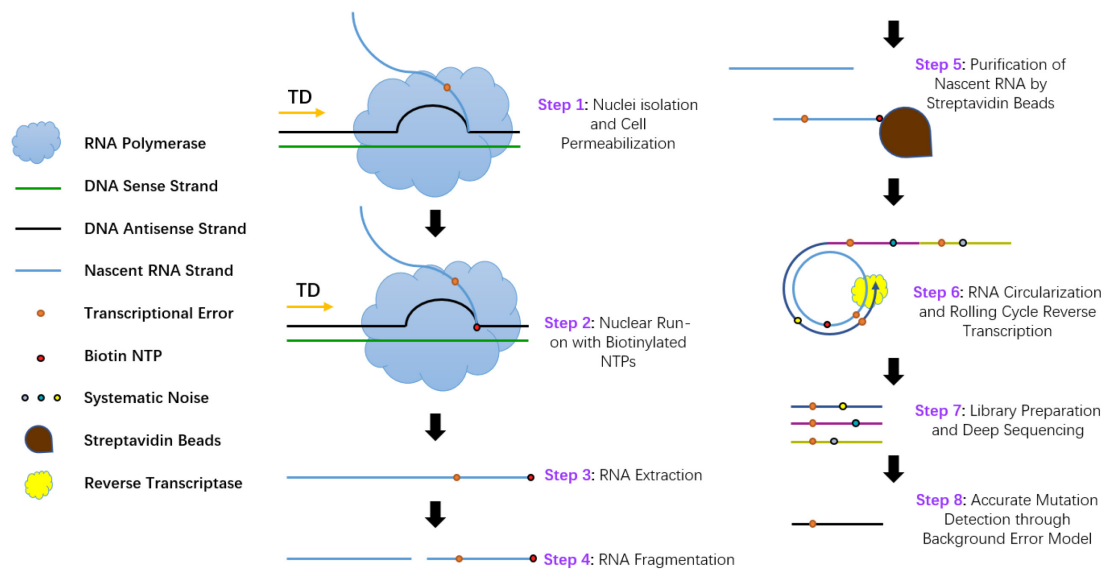 RNA Polymerase
DNA Sense Strand
DNA Antisense Strand
Nascent RNA Strand
Transcriptional Error
Biotin NTP
Systematic Noise
Streptavidin Beads
Reverse Transcriptase
TD
Step 1: Nuclei isolation
and Cell
Permeabilization
TD
Step 2: Nuclear Run-
on with Biotinylated
NTPs
Step 3: RNA Extraction
Step 4: RNA Fragmentation
Step 5: Purification of
Nascent RNA by
Streptavidin Beads
Step 6: RNA Circularization
and Rolling Cycle Reverse
Transcription
Step 7: Library Preparation
and Deep Sequencing
Step 8: Accurate Mutation
Detection through
Background Error Model